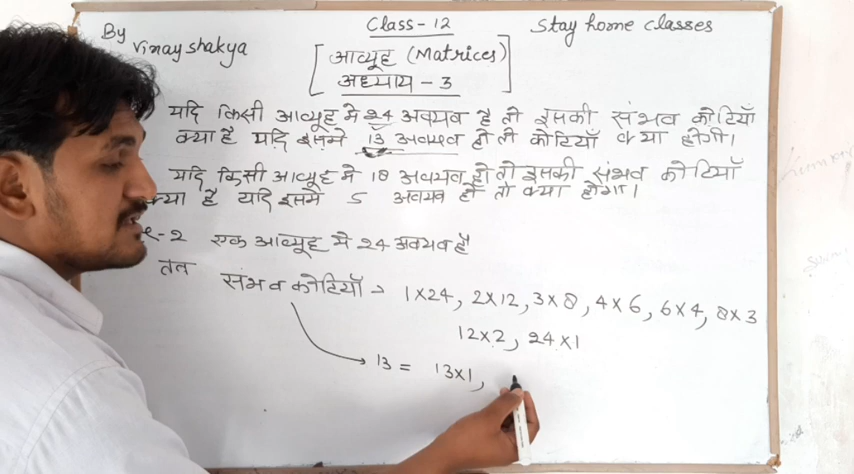 By Vinay shakya
Class-12
Stay home classes
आव्यूह (Matrices)
अध्याय - 3
यदि किसी आव्यूह मे 24 अवयव है तो इसकी संभव कोटियाँ
क्या है यदि इसमे 13 अवयव हो तो कोटियाँ क्या होगी।
यदि किसी आव्यूह मे 18 अवयव हो तो इसकी संभव कोटियाँ
क्या है यदि इसमे 5 अवयव हो तो क्या होगा।
-2 एक आव्यूह मे 24 अवयव है
तब
संभव कोटियाँ → 1×24, 2×12, 3×8, 4×6, 6×4, 8×3
12×2, 24×1
13 = 13×1,